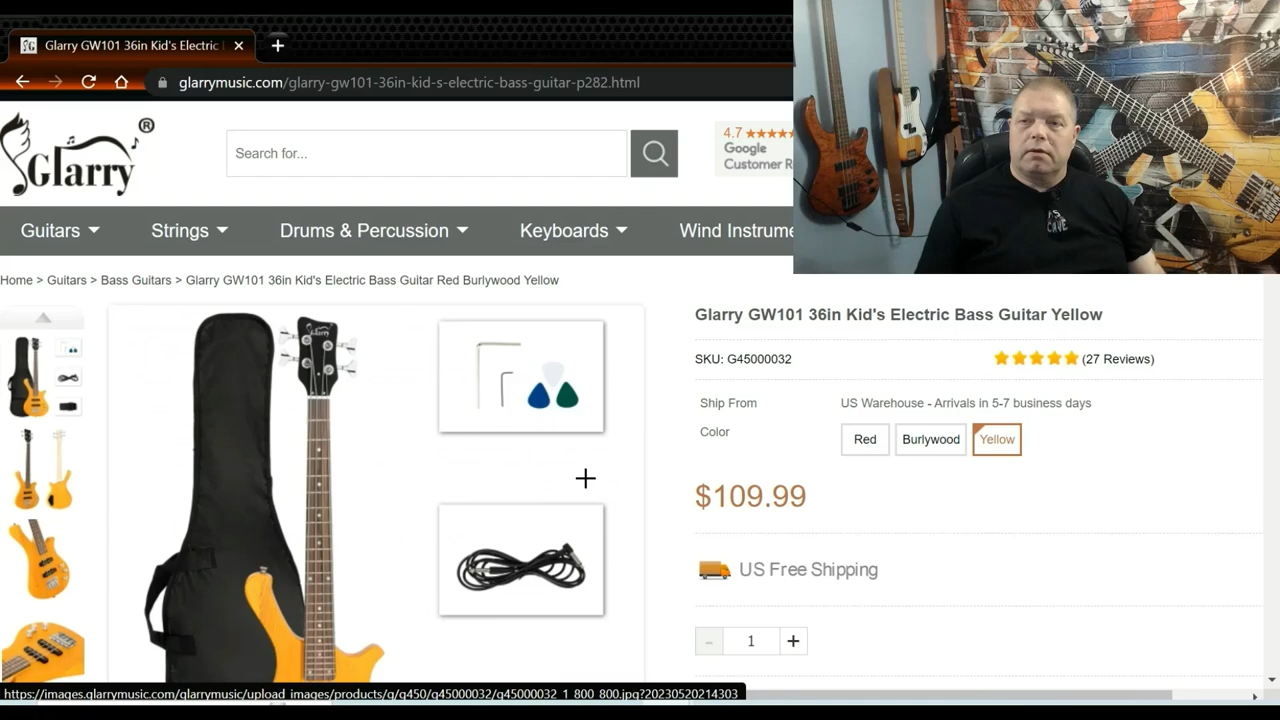 Glarry GW101 36in Kid's Electric
glarrymusic.com/glarry-gw101-36in-kid-s-electric-bass-guitar-p282.html
Glarry®
Search for...
4.7
Google
Customer R
Guitars
Strings
Drums & Percussion
Keyboards
Wind Instrume
Home > Guitars > Bass Guitars > Glarry GW101 36in Kid's Electric Bass Guitar Red Burlywood Yellow
Glarry
Glarry GW101 36in Kid's Electric Bass Guitar Yellow
SKU: G45000032
(27 Reviews)
Ship From
US Warehouse - Arrivals in 5-7 business days
Color
Red
Burlywood
Yellow
$109.99
US Free Shipping
- 1 +
https://images.glarrymusic.com/glarrymusic/upload_images/products/g/g450/g45000032/g45000032_1_800_800.jpg?20230520214303